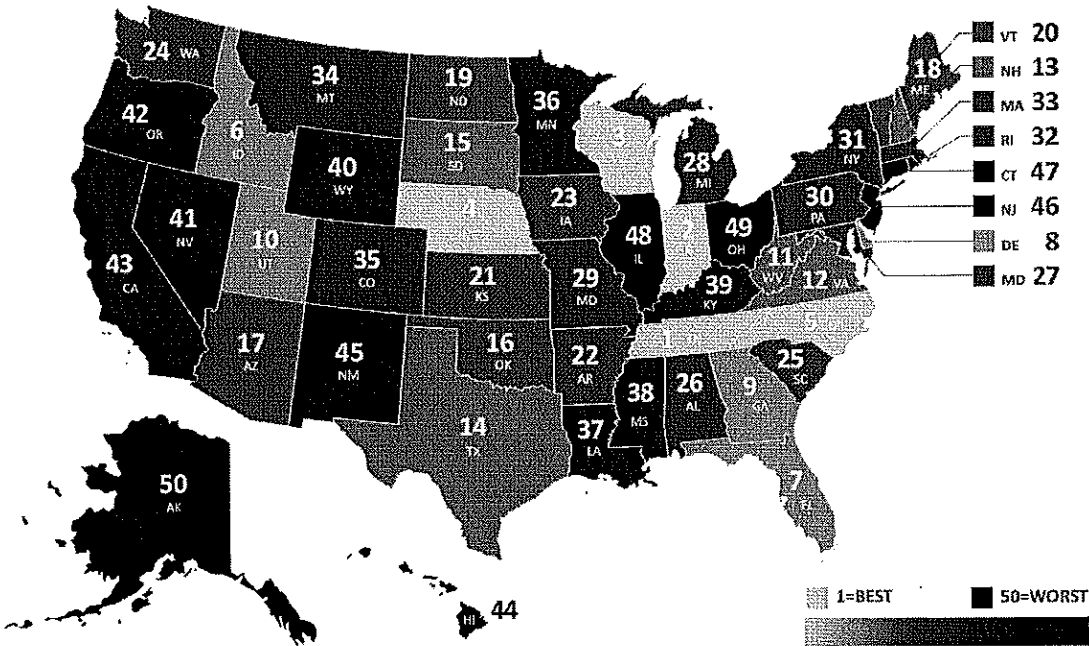 24 WA
42 OR
43 CA
41 NV
6 ID
34 MT
40 WY
10 UT
35 CO
17 AZ
45 NM
19 ND
15 SD
4
21 KS
16 OK
14 TX
36 MN
23 IA
29 MO
22 AR
37 LA
3
48 IL
28 MI
2
49 OH
39 KY
1
5
38 MS
26 AL
9 GA
25 SC
7 FL
11 WV
12 VA
30 PA
31 NY
18 ME
VT 20
NH 13
MA 33
RI 32
CT 47
NJ 46
DE 8
MD 27
50 AK
HI 44
1=BEST
50=WORST